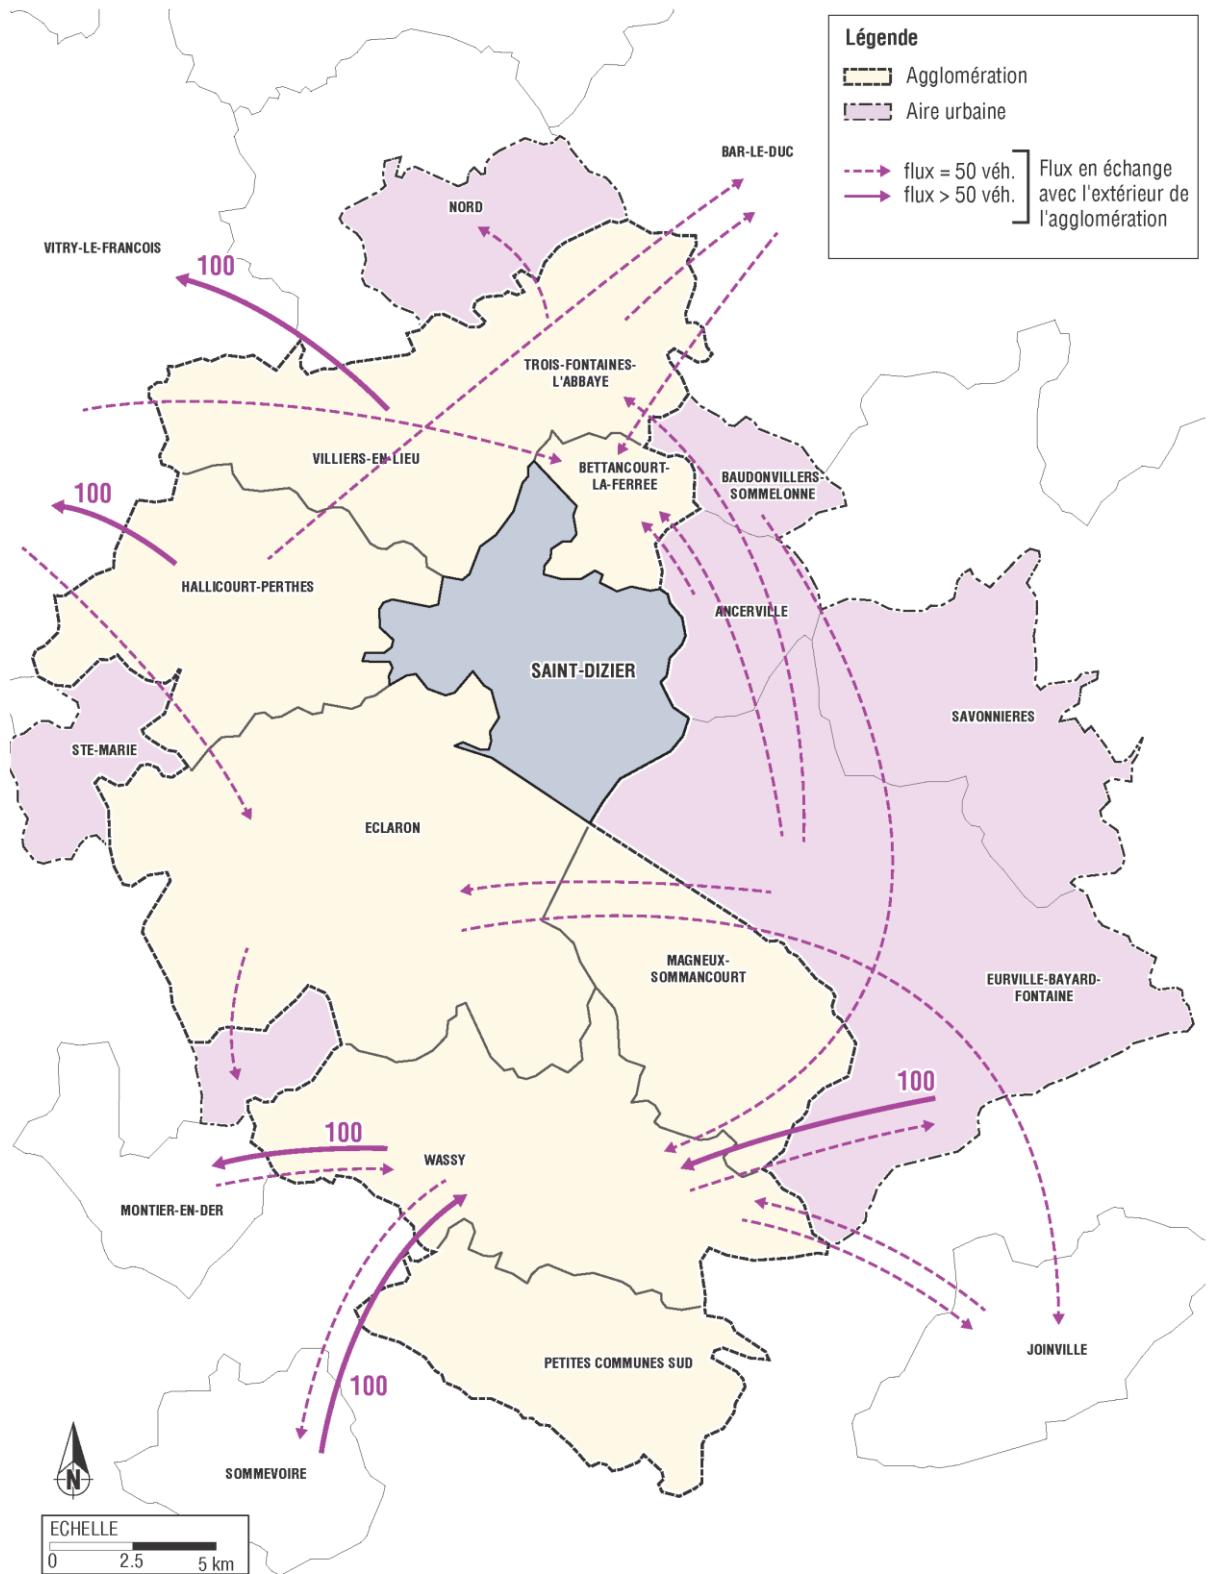 Légende
Agglomération
Aire urbaine
flux = 50 véh.
flux > 50 véh.
Flux en échange
avec l'extérieur de
l'agglomération
BAR-LE-DUC
NORD
VITRY-LE-FRANCOIS
100
TROIS-FONTAINES-
L'ABBAYE
VILLIERS-EN-LIEU
BETTANCOURT-
LA-FERREE
BAUDONVILLERS-
SOMMELONNE
100
HALLICOURT-PERTHES
ANCERVILLE
SAINT-DIZIER
SAVONNIERES
STE-MARIE
ECLARON
MAGNEUX-
SOMMANCOURT
EURVILLE-BAYARD-
FONTAINE
100
100
WASSY
MONTIER-EN-DER
JOINVILLE
PETITES COMMUNES SUD
100
SOMMEVOIRE
N
ECHELLE
0 2.5 5 km